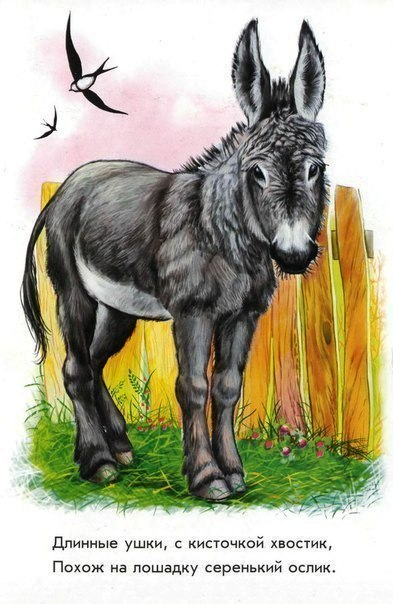 Длинные ушки, с кисточкой хвостик,
Похож на лошадку серенький ослик.